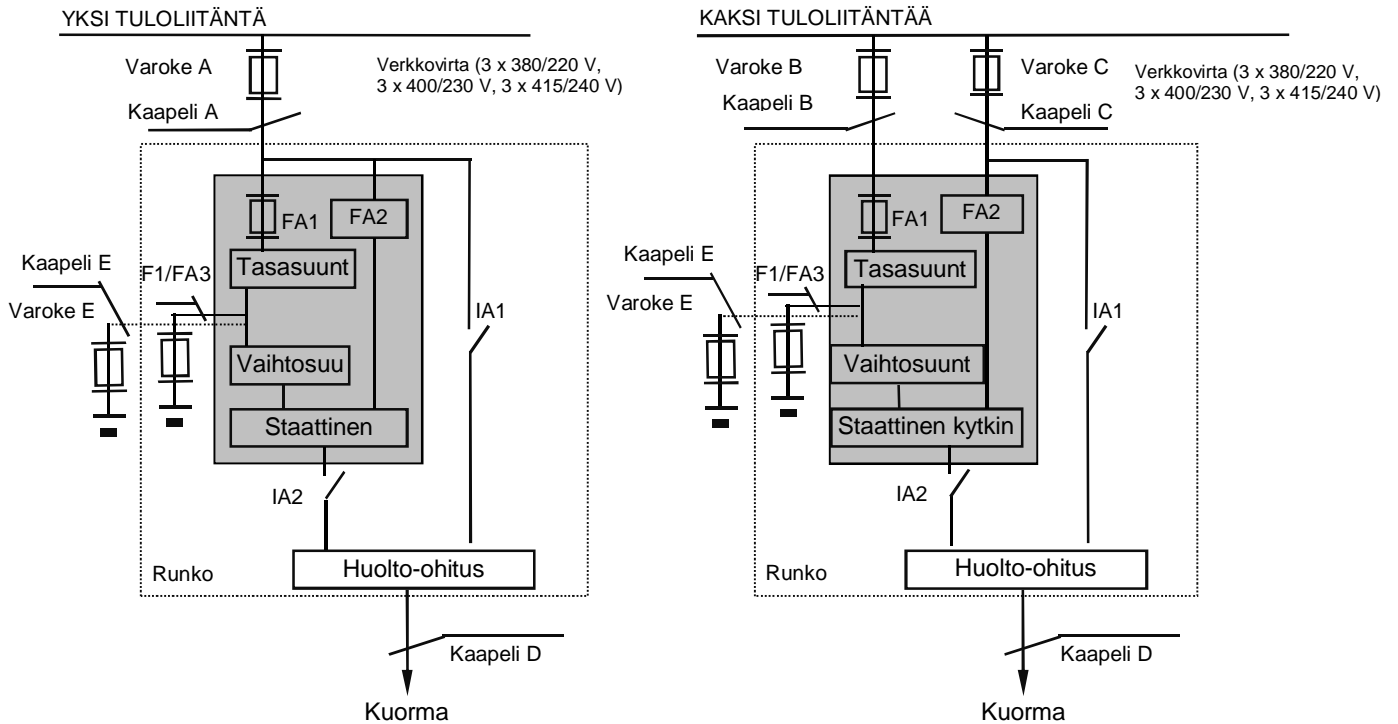 YKSI TULOLIITÄNTÄ
Varoke A
Verkkovirta (3 x 380/220 V,
3 x 400/230 V, 3 x 415/240 V)
Kaapeli A
FA1
FA2
Kaapeli E
F1/FA3
Tasasuunt
Varoke E
IA1
Vaihtosuu
Staattinen
IA2
Runko
Huolto-ohitus
Kaapeli D
Kuorma
KAKSI TULOLIITÄNTÄÄ
Varoke B
Varoke C
Verkkovirta (3 x 380/220 V,
3 x 400/230 V, 3 x 415/240 V)
Kaapeli B
Kaapeli C
FA1
FA2
Kaapeli E
F1/FA3
Tasasuunt
Varoke E
IA1
Vaihtosuunt
Staattinen kytkin
IA2
Runko
Huolto-ohitus
Kaapeli D
Kuorma